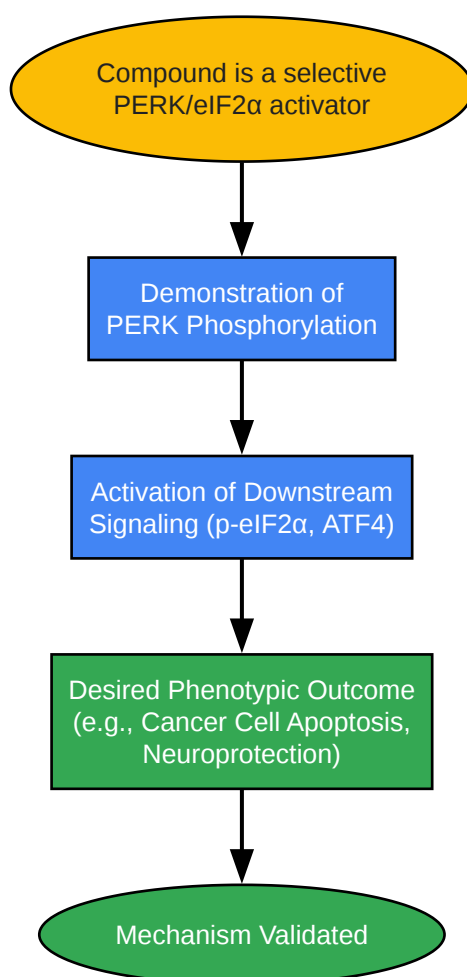 Compound is a selective
PERK/eIF2α activator
Demonstration of
PERK Phosphorylation
Activation of Downstream
Signaling (p-eIF2α, ATF4)
Desired Phenotypic Outcome
(e.g., Cancer Cell Apoptosis,
Neuroprotection)
Mechanism Validated